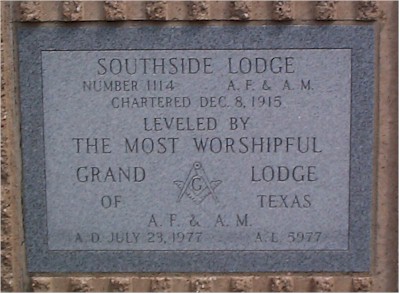 SOUTHSIDE LODGE
NUMBER 1114 A. F. & A. M.
CHARTERED DEC. 8, 1915
LEVELED BY
THE MOST WORSHIPFUL
GRAND G LODGE
OF TEXAS
A. F. & A. M.
A. D. JULY 23, 1977 A. L. 5977